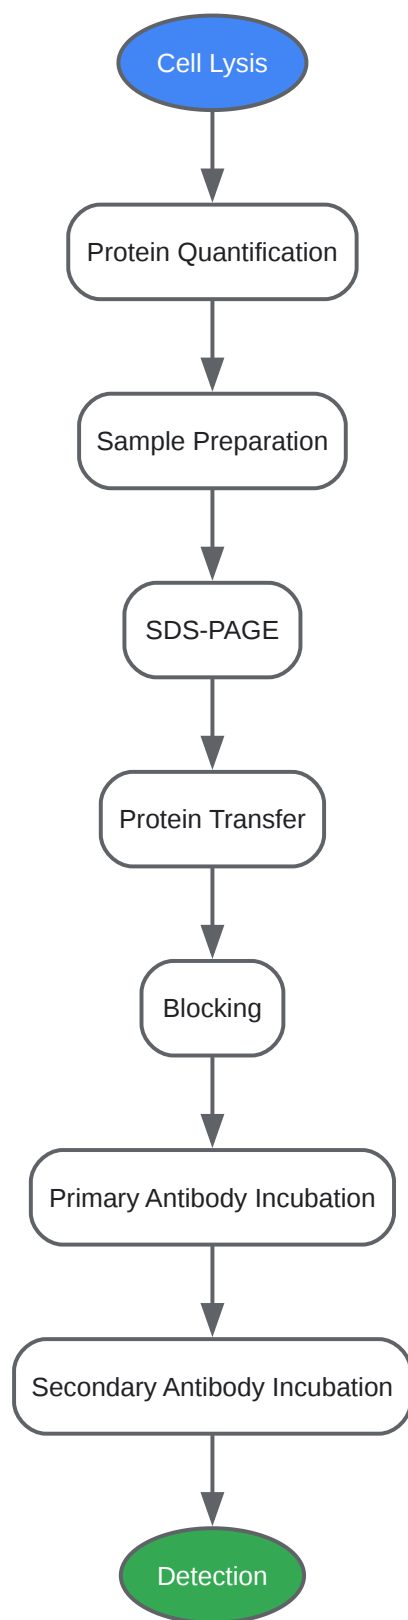 Cell Lysis
Protein Quantification
Sample Preparation
SDS-PAGE
Protein Transfer
Blocking
Primary Antibody Incubation
Secondary Antibody Incubation
Detection